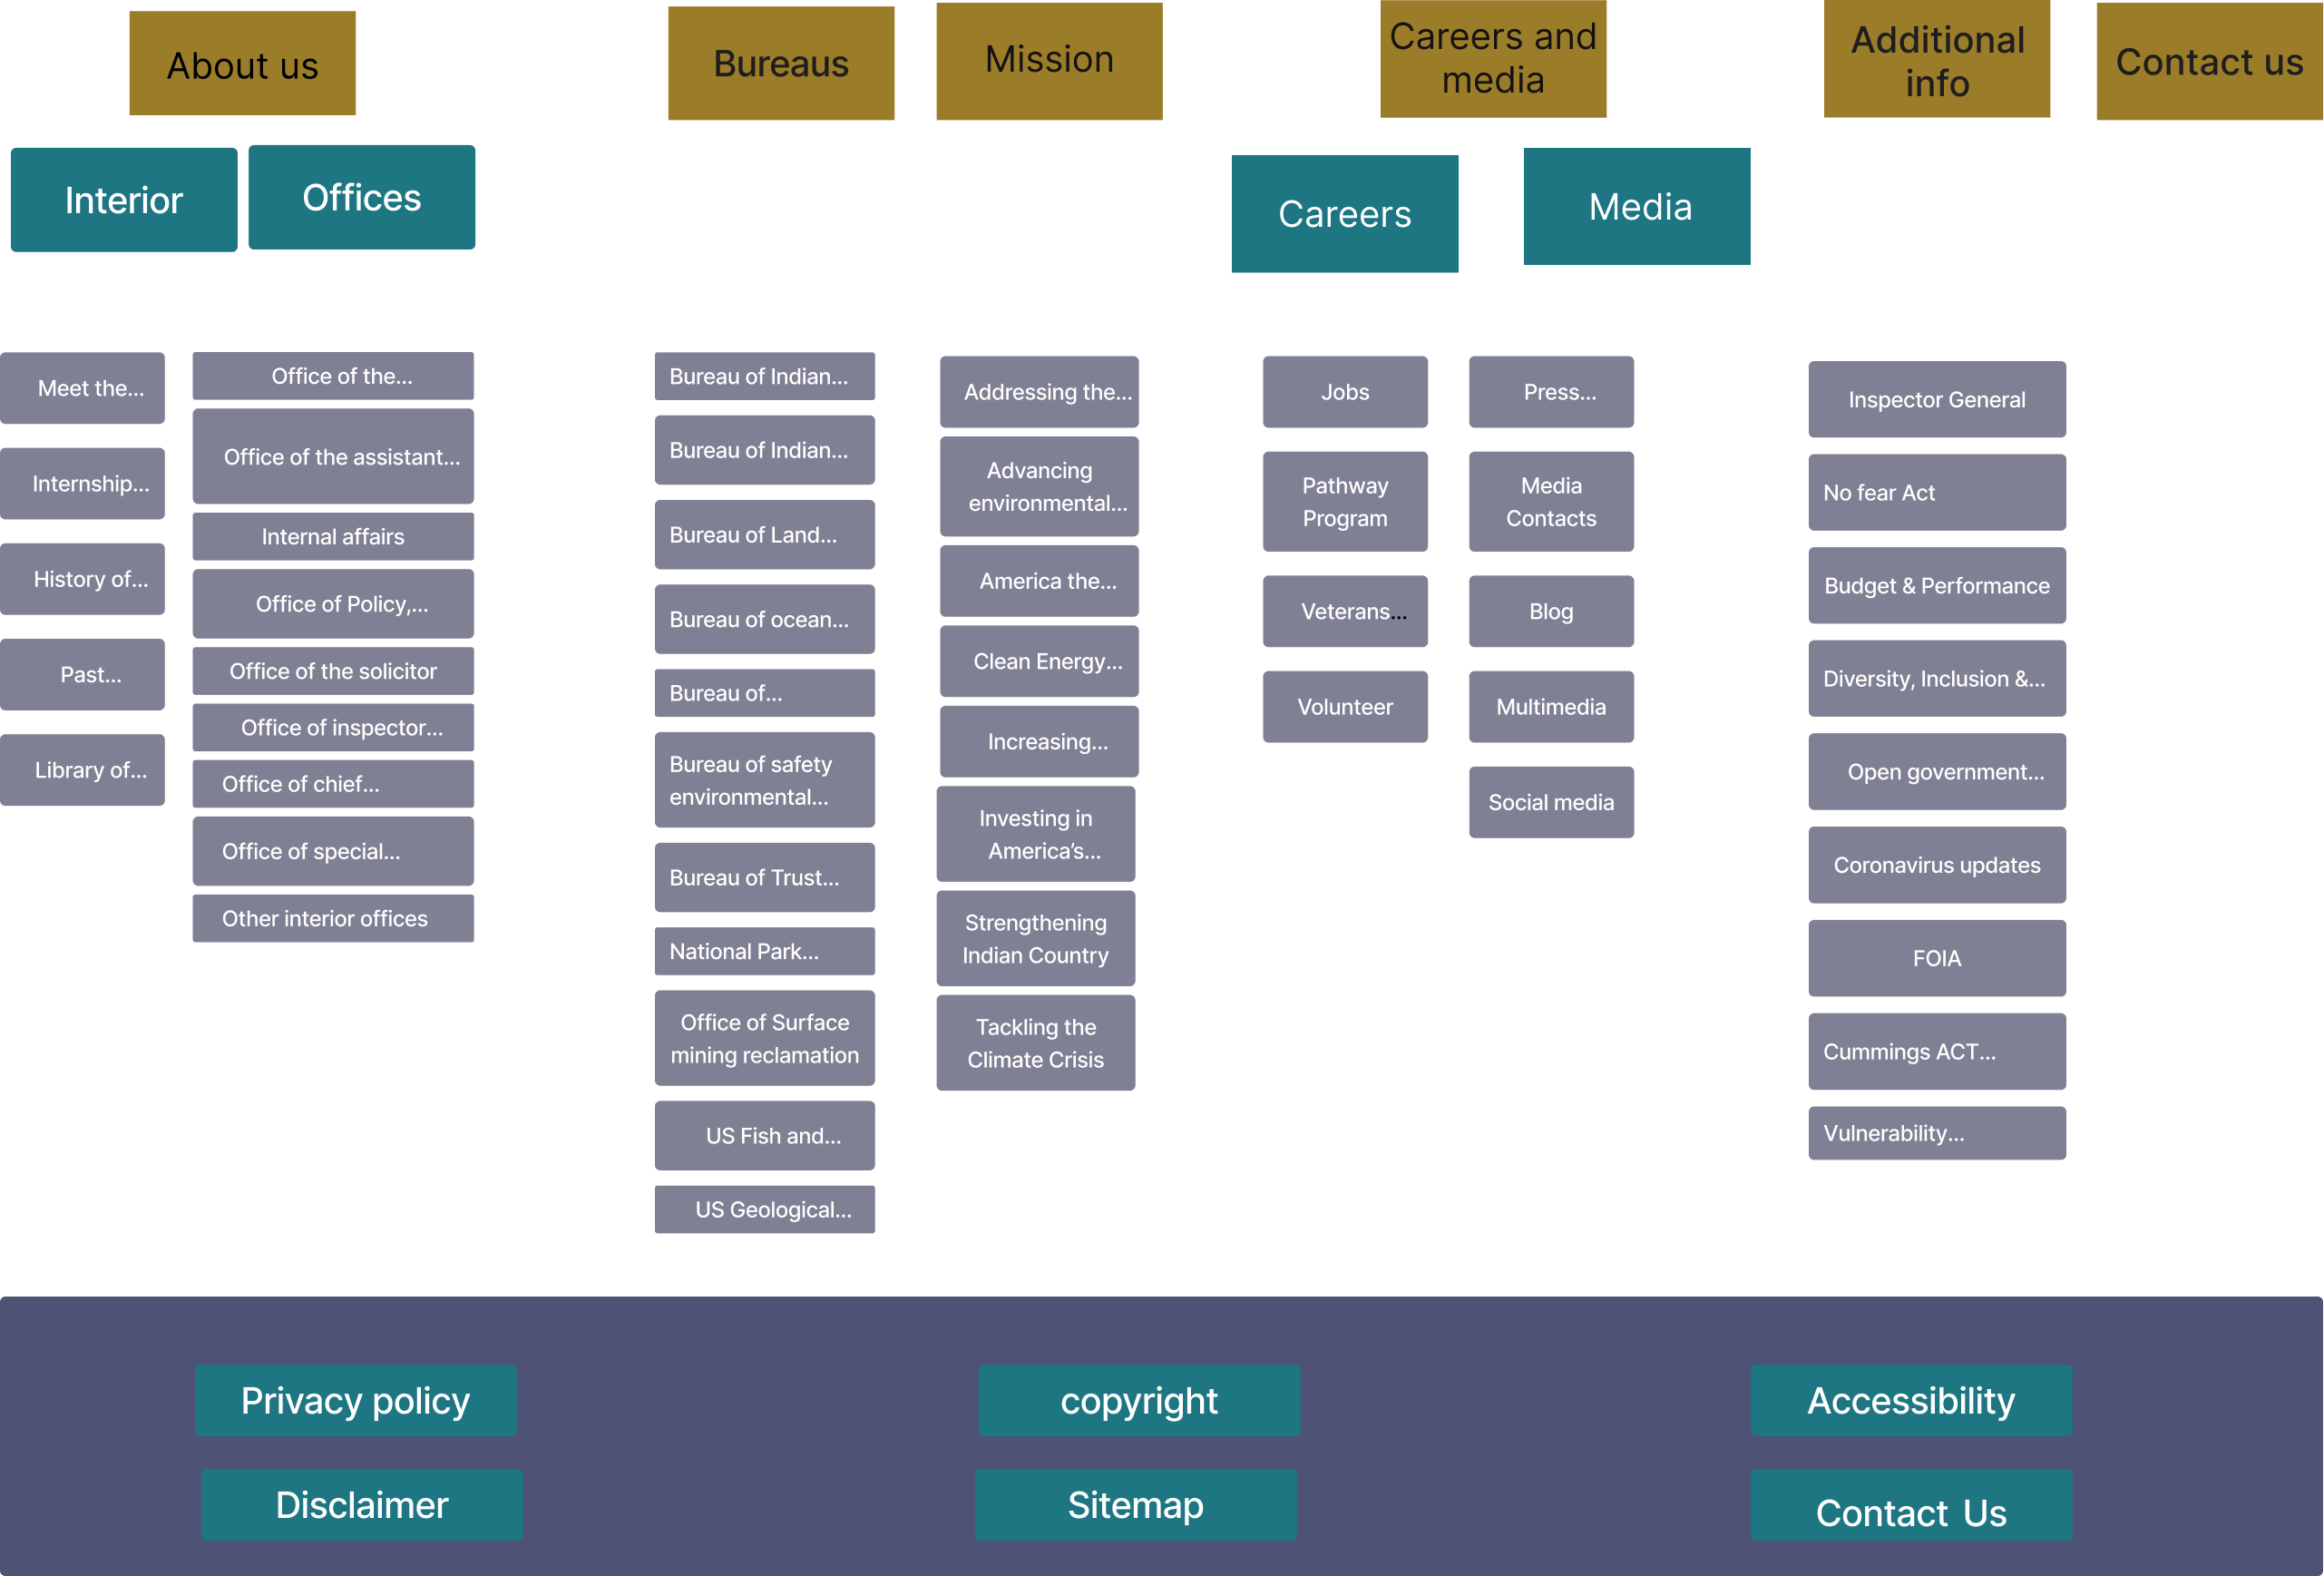 About us
Bureaus
Mission
Careers and
media
Additional
info
Contact us
Interior
Offices
Careers
Media
Meet the...
Internship...
History of...
Past...
Library of...
Office of the...
Office of the assistant...
Internal affairs
Office of Policy,...
Office of the solicitor
Office of inspector...
Office of chief...
Office of special...
Other interior offices
Bureau of Indian...
Bureau of Indian...
Bureau of Land...
Bureau of ocean...
Bureau of...
Bureau of safety
environmental...
Bureau of Trust...
National Park...
Office of Surface
mining reclamation
US Fish and...
US Geological...
Addressing the...
Advancing
environmental...
America the...
Clean Energy...
Increasing...
Investing in
America’s...
Strengthening
Indian Country
Tackling the
Climate Crisis
Jobs
Pathway
Program
Veterans...
Volunteer
Press...
Media
Contacts
Blog
Multimedia
Social media
Inspector General
No fear Act
Budget & Performance
Diversity, Inclusion &...
Open government...
Coronavirus updates
FOIA
Cummings ACT...
Vulnerability...
Privacy policy
copyright
Accessibility
Disclaimer
Sitemap
Contact Us